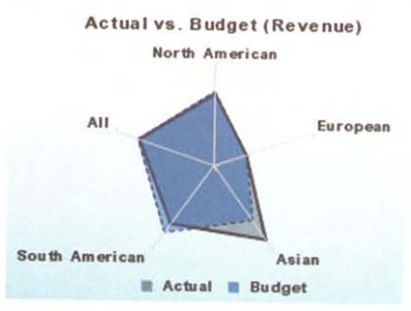 Actual vs. Budget (Revenue)
North American
All
European
South American
Asian
Actual
Budget